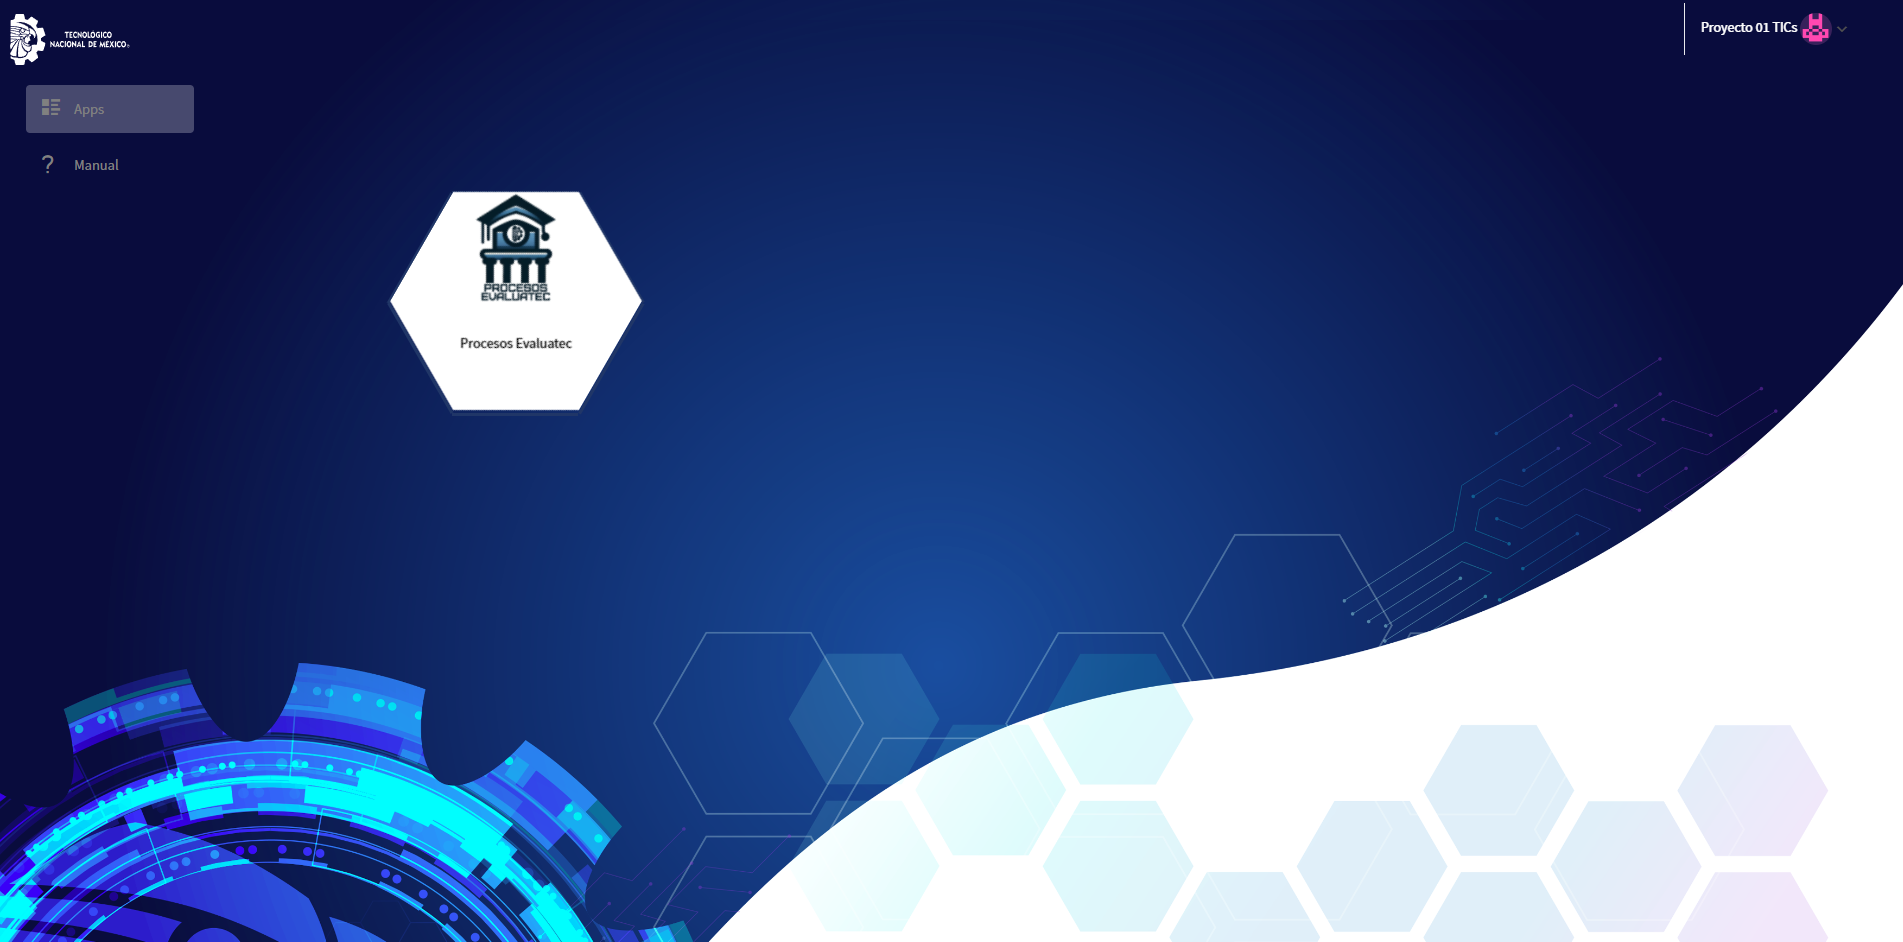 TECNOLÓGICO
NACIONAL DE MÉXICO®
Proyecto 01 TICs
Apps
? Manual
PROCESOS
EVALUATEC
Procesos Evaluatec